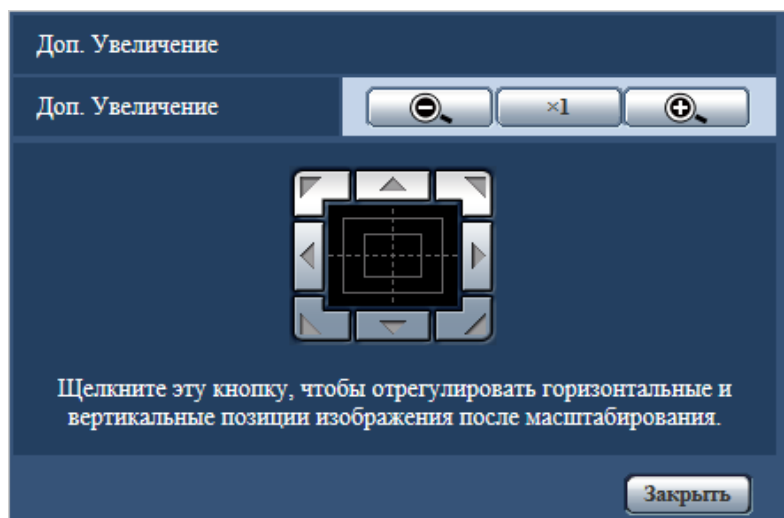 Доп. Увеличение
Доп. Увеличение ×1
Щелкните эту кнопку, чтобы отрегулировать горизонтальные и
вертикальные позиции изображения после масштабирования.
Закрыть